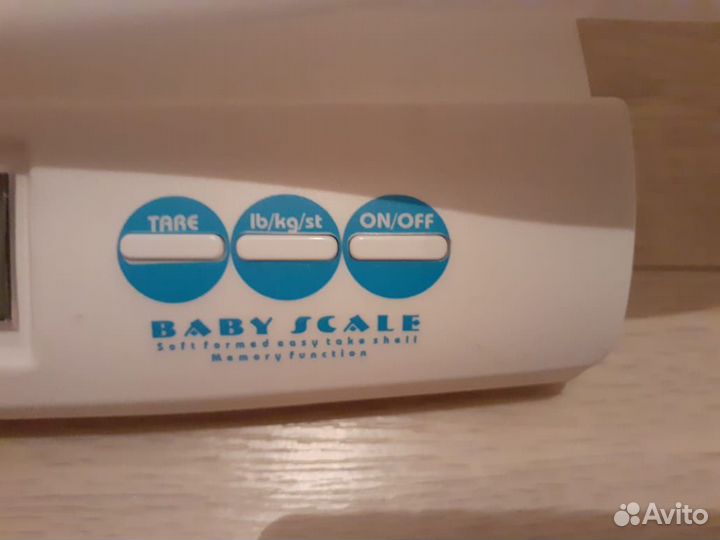 TARE lb/kg/st ON/OFF
BABY SCALE
Soft formed easy take shell
Memory function
Avito